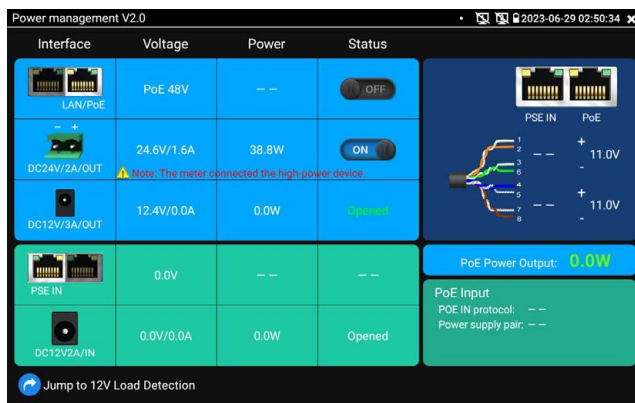 Power management V2.0
2023-06-29 02:50:34
Interface Voltage Power Status
LAN/PoE PoE 48V -- -- OFF
PSE IN PoE
- +
DC24V/2A/OUT 24.6V/1.6A 38.8W ON
Note: The meter connected the high-power device.
1
2
3
6
-- -- + 11.0V -
4
5
7
8
-- -- + 11.0V -
DC12V/3A/OUT 12.4V/0.0A 0.0W Opened
PSE IN 0.0V -- -- -- --
PoE Power Output: 0.0W
PoE Input
POE IN protocol: -- --
Power supply pair: -- --
DC12V2A/IN 0.0V/0.0A 0.0W Opened
Jump to 12V Load Detection